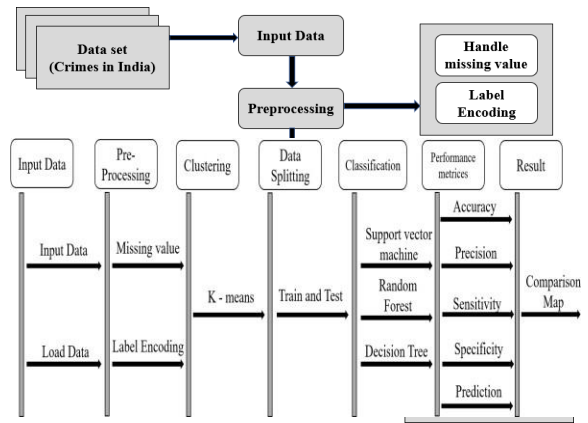 Data set
(Crimes in India)
Input Data
Handle
missing value
Preprocessing
Label
Encoding
Input Data
Pre-
Processing
Clustering
Data
Splitting
Classification
Performance
metrices
Result
Accuracy
Input Data
Missing value
Support vector
machine
Precision
K - means
Train and Test
Random
Forest
Sensitivity
Comparison
Map
Load Data
Label Encoding
Decision Tree
Specificity
Prediction